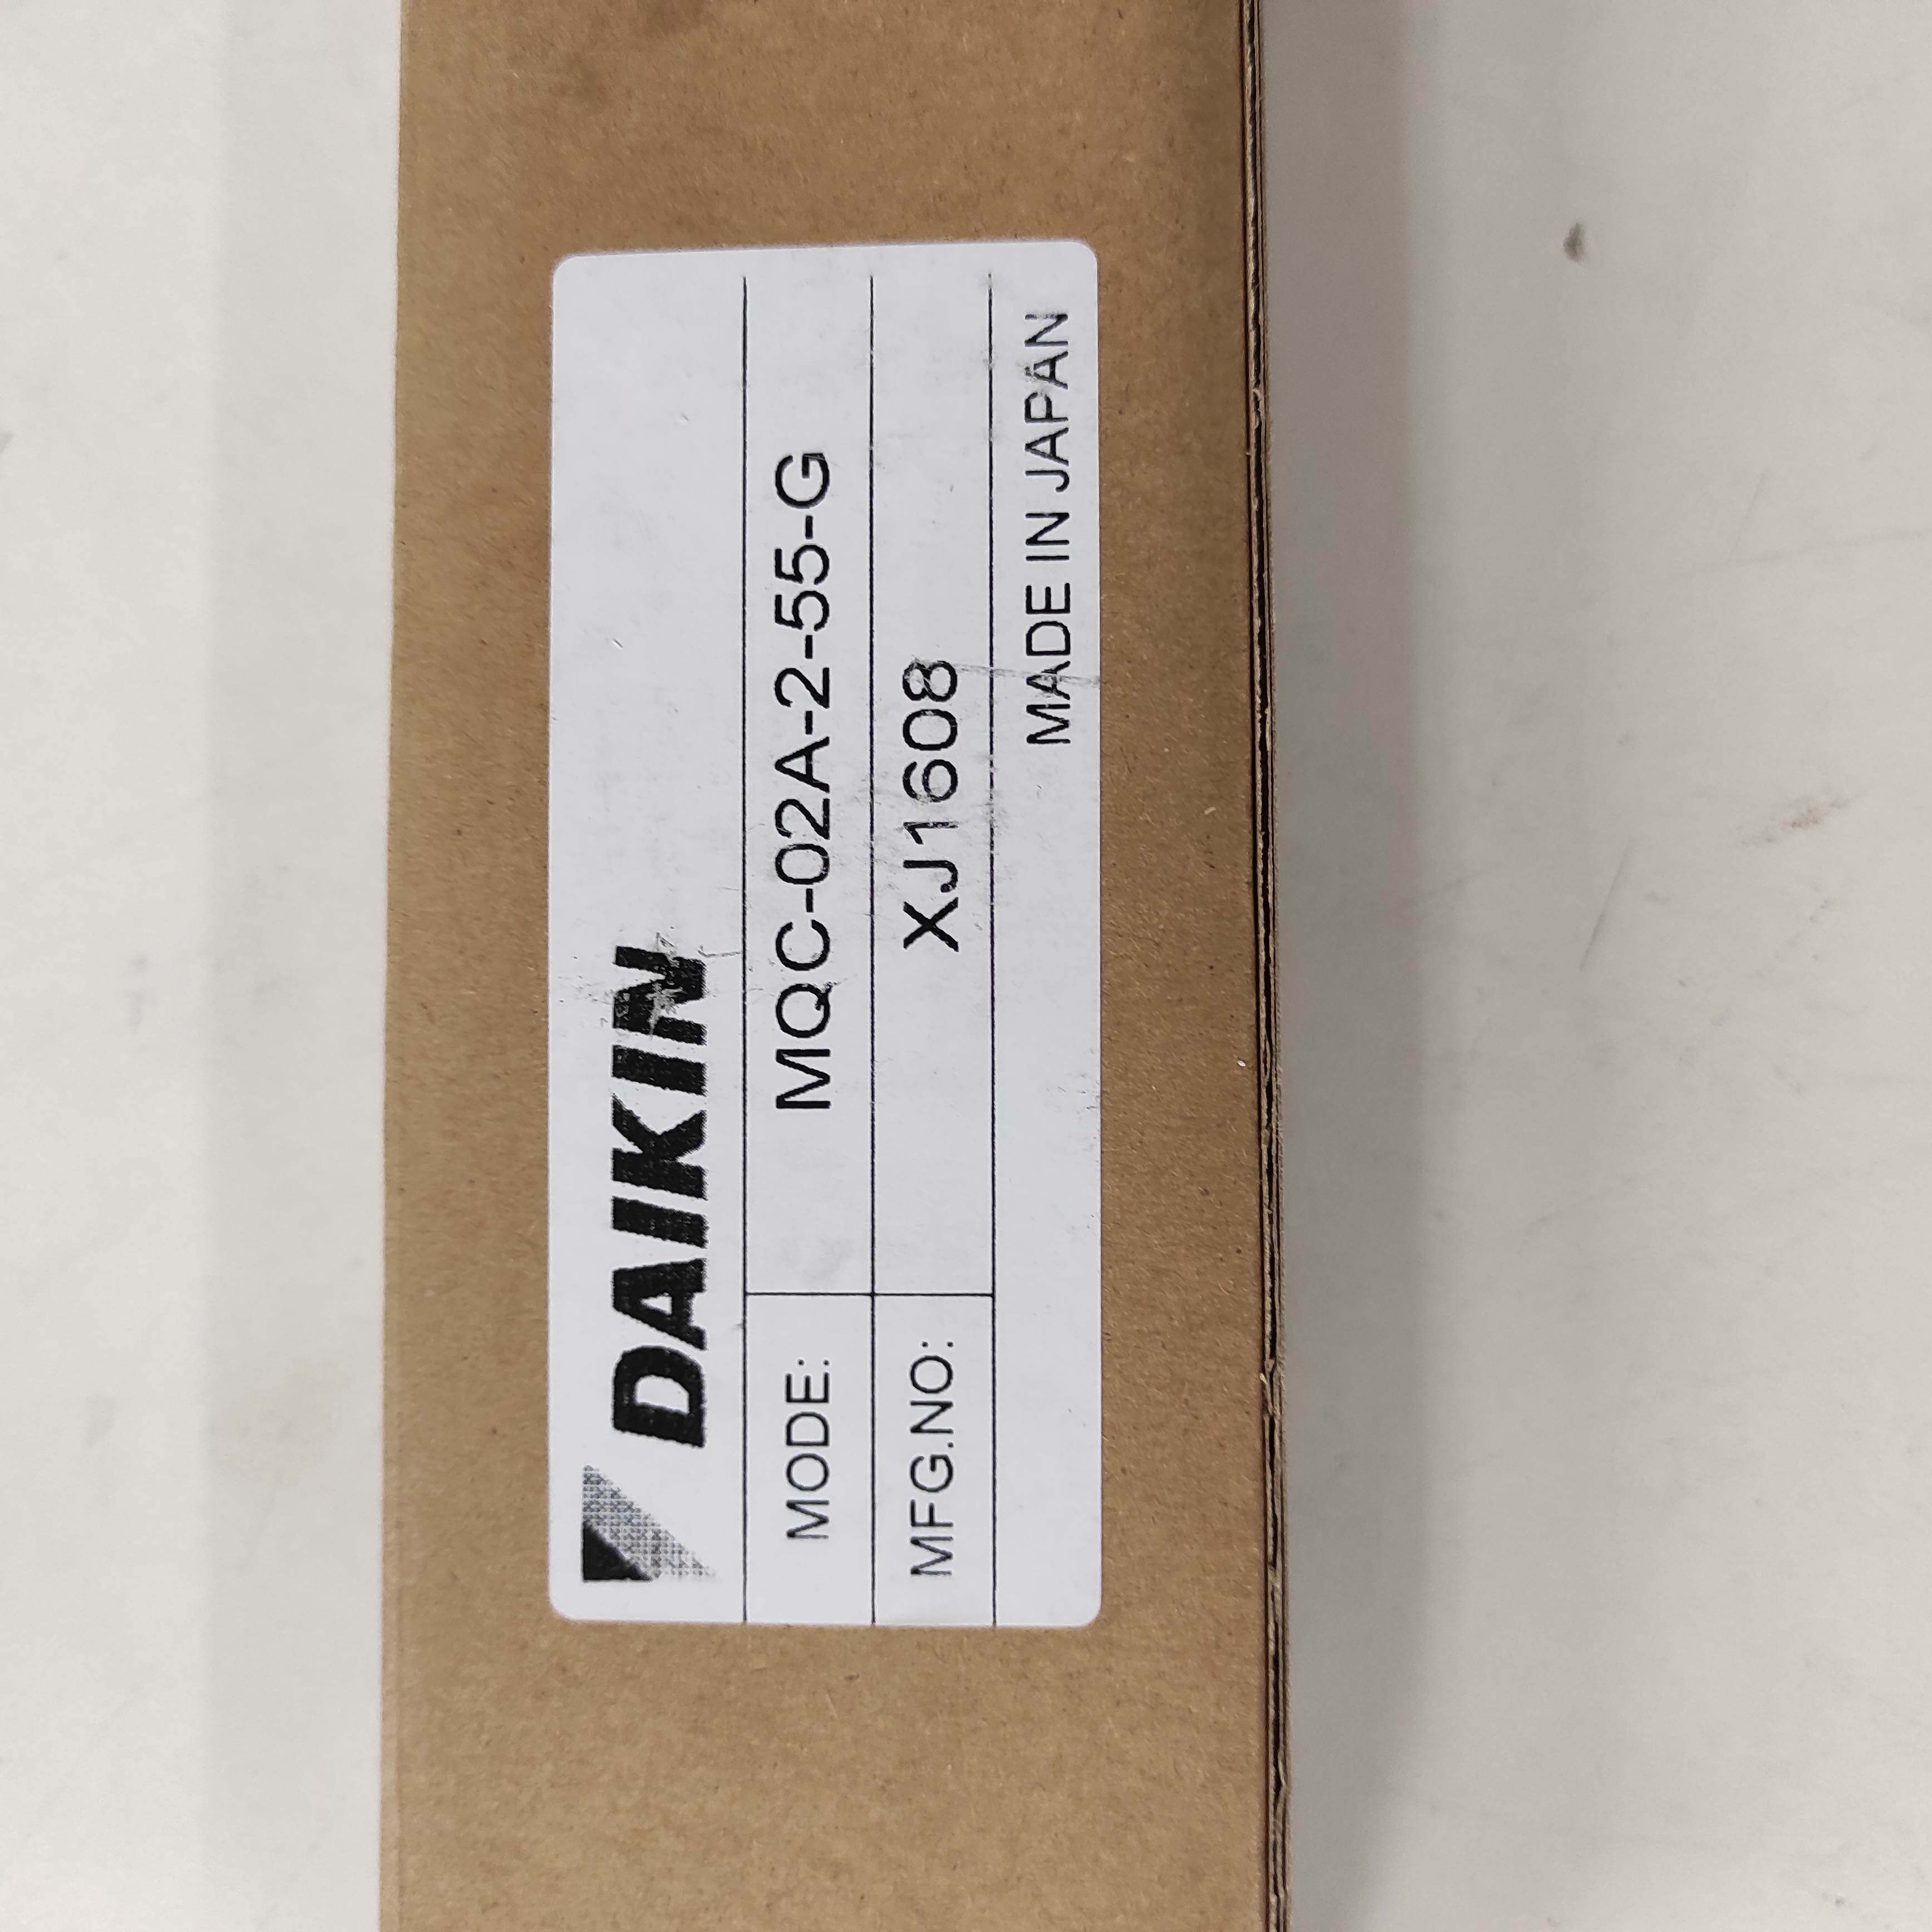 DAIKIN
MODE: MQC-02A-2-55-G
MFG.NO: XJ1608
MADE IN JAPAN